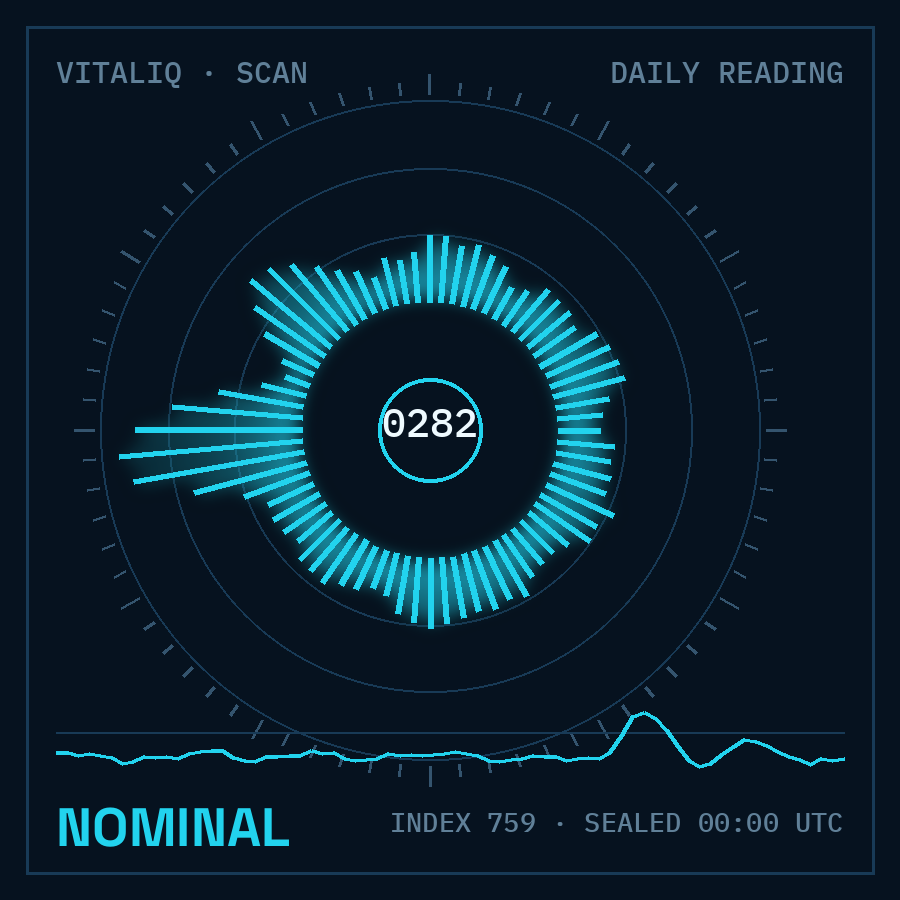 VITALIQ · SCAN
DAILY READING
0282
NOMINAL
INDEX 759 · SEALED 00:00 UTC